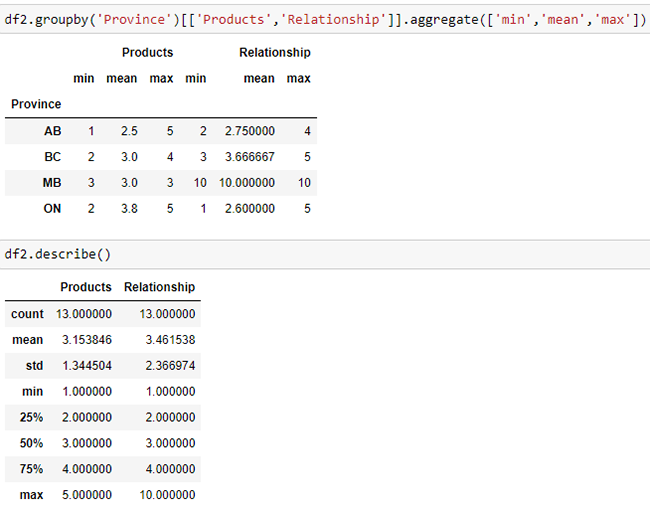 df2.groupby('Province')[['Products','Relationship']].aggregate(['min','mean','max'])
Products Relationship
min mean max min mean max
Province
AB 1 2.5 5 2 2.750000 4
BC 2 3.0 4 3 3.666667 5
MB 3 3.0 3 10 10.000000 10
ON 2 3.8 5 1 2.600000 5
df2.describe()
Products Relationship
count 13.000000 13.000000
mean 3.153846 3.461538
std 1.344504 2.366974
min 1.000000 1.000000
25% 2.000000 2.000000
50% 3.000000 3.000000
75% 4.000000 4.000000
max 5.000000 10.000000